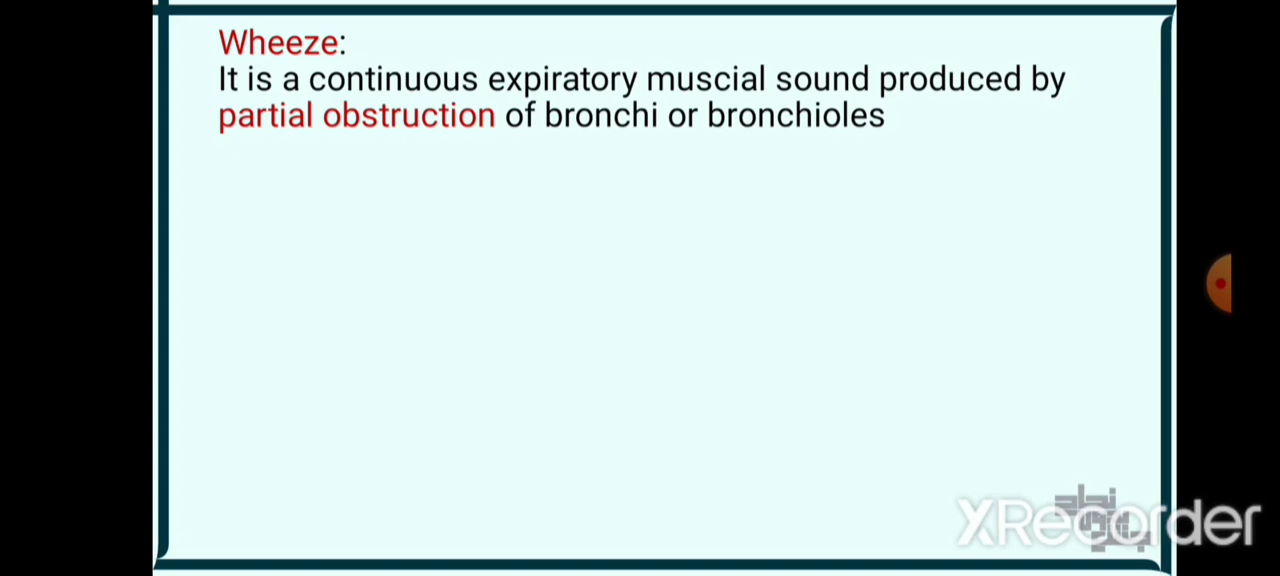 Wheeze:
It is a continuous expiratory muscial sound produced by
partial obstruction of bronchi or bronchioles
XRecorder